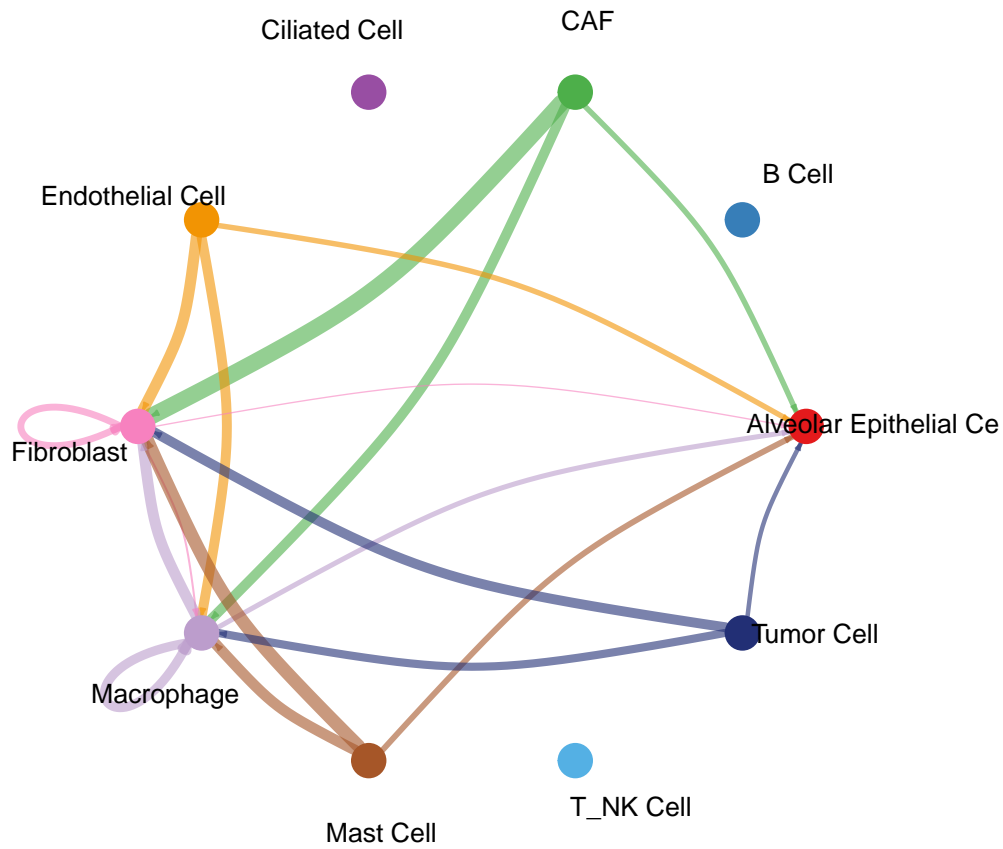 CAF
Ciliated Cell
B Cell
Endothelial Cell
Alveolar Epithelial Ce
Fibroblast
Tumor Cell
Macrophage
T_NK Cell
Mast Cell